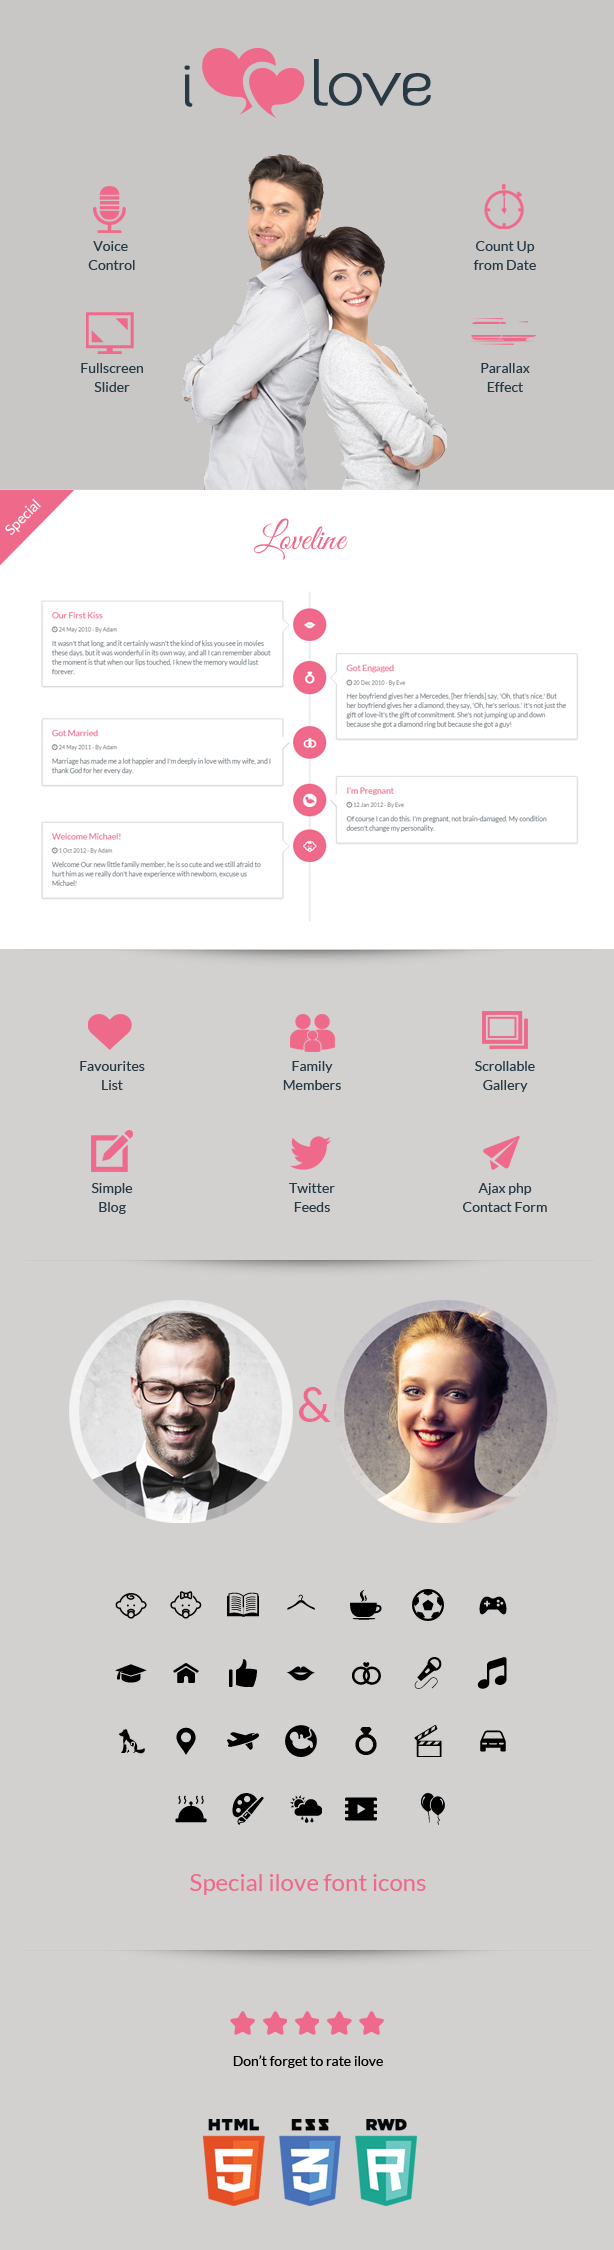 i love
Voice
Control
Count Up
from Date
Fullscreen
Slider
Parallax
Effect
Special
Loveline
Our First Kiss
24 May 2010 - By Adam
It wasn't that long, and it certainly wasn't the kind of kiss you see in movies
these days, but it was wonderful in its own way, and all I can remember about
the moment is that when our lips touched, I knew the memory would last
forever.
Got Engaged
20 Dec 2010 - By Eve
Her boyfriend gives her a Mercedes, [her friends] say, 'Oh, that's nice.' But
her boyfriend gives her a diamond, they say, 'Oh, he's serious.' It's not just the
gift of love-it's the gift of commitment. She's not jumping up and down
because she got a diamond ring but because she got a guy!
Got Married
24 May 2011 - By Adam
Marriage has made me a lot happier and I'm deeply in love with my wife, and I
thank God for her every day.
I'm Pregnant
12 Jan 2012 - By Eve
Of course I can do this. I'm pregnant, not brain-damaged. My condition
doesn't change my personality.
Welcome Michael!
1 Oct 2012 - By Adam
Welcome Our new little family member, he is so cute and we still afraid to
hurt him as we really don't have experience with newborn, excuse us
Michael!
Favourites
List
Family
Members
Scrollable
Gallery
Simple
Blog
Twitter
Feeds
Ajax php
Contact Form
&
Special ilove font icons
Don't forget to rate ilove
HTML CSS RWD
5 3 R